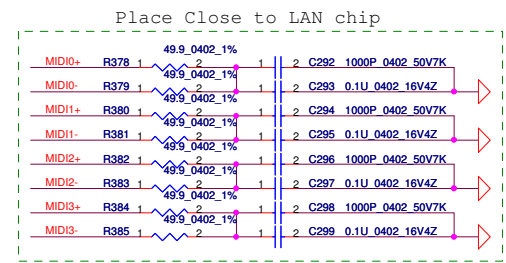 Place Close to LAN chip
49.9_0402_1%
MIDI0+ R378 1 2 1 2 C292 1000P_0402_50V7K
49.9_0402_1%
MIDI0- R379 1 2 1 2 C293 0.1U_0402_16V4Z
49.9_0402_1%
MIDI1+ R380 1 2 1 2 C294 1000P_0402_50V7K
49.9_0402_1%
MIDI1- R381 1 2 1 2 C295 0.1U_0402_16V4Z
49.9_0402_1%
MIDI2+ R382 1 2 1 2 C296 1000P_0402_50V7K
49.9_0402_1%
MIDI2- R383 1 2 1 2 C297 0.1U_0402_16V4Z
49.9_0402_1%
MIDI3+ R384 1 2 1 2 C298 1000P_0402_50V7K
49.9_0402_1%
MIDI3- R385 1 2 1 2 C299 0.1U_0402_16V4Z